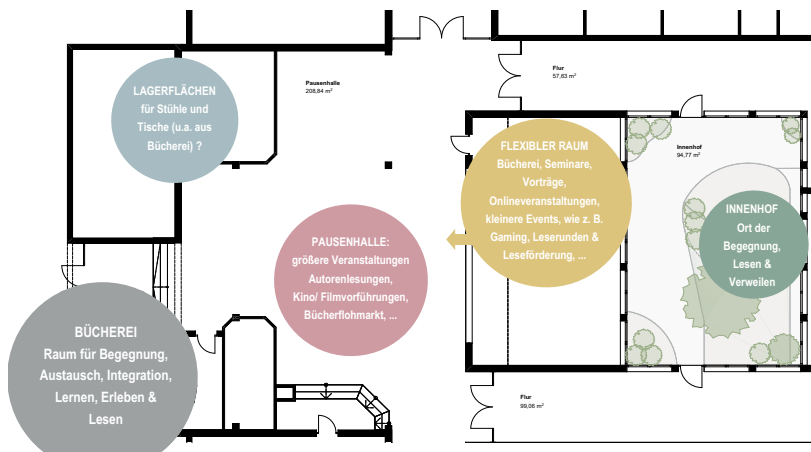 Pausenhalle
208,84 m²
Flur
57,63 m²
LAGERFLÄCHEN
für Stühle und
Tische (u.a. aus
Bücherei) ?
FLEXIBLER RAUM
Bücherei, Seminare,
Vorträge,
Onlineveranstaltungen,
kleinere Events, wie z. B.
Gaming, Leserunden &
Leseförderung, ...
Innenhof
94,77 m²
INNENHOF
Ort der
Begegnung,
Lesen &
Verweilen
PAUSENHALLE:
größere Veranstaltungen
Autorenlesungen,
Kino/ Filmvorführungen,
Bücherflohmarkt, ...
BÜCHEREI
Raum für Begegnung,
Austausch, Integration,
Lernen, Erleben &
Lesen
Flur
99,06 m²